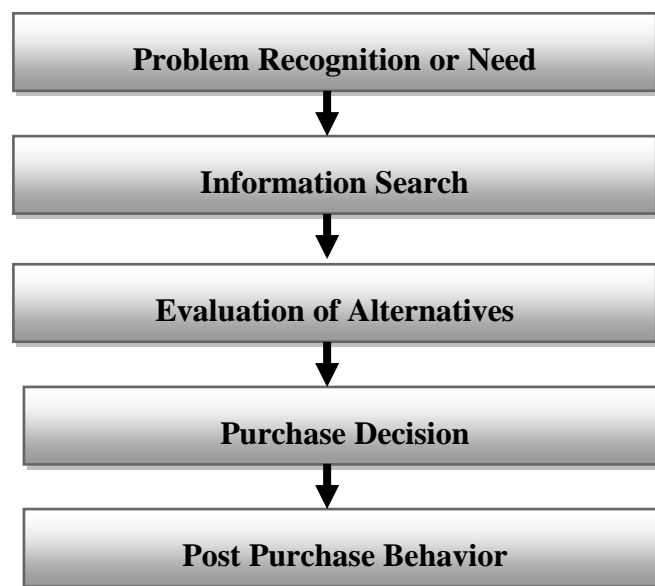 Problem Recognition or Need
Information Search
Evaluation of Alternatives
Purchase Decision
Post Purchase Behavior